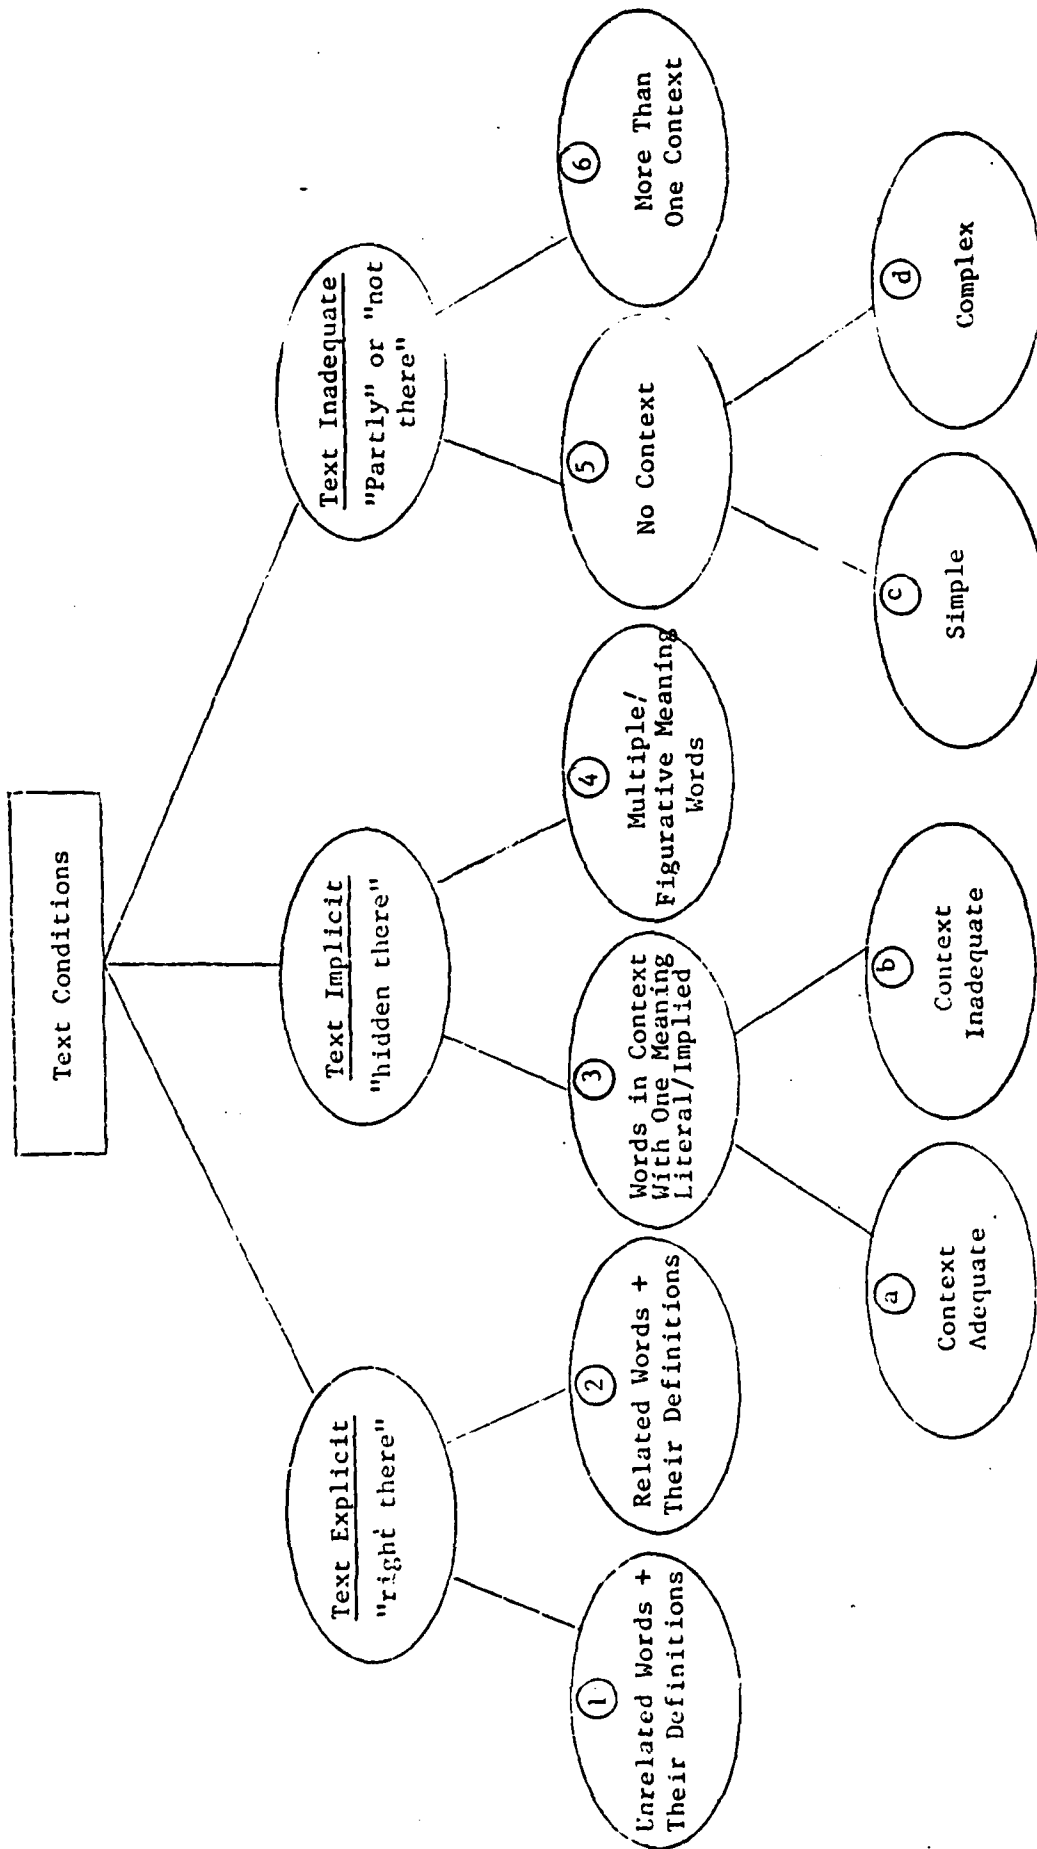 Text Conditions
Text Explicit
"right there"
Text Implicit
"hidden there"
Text Inadequate
"Partly" or "not
there"
1
Unrelated Words +
Their Definitions
2
Related Words +
Their Definitions
3
Words in Context
With One Meaning
Literal/Implied
4
Multiple/
Figurative Meaning
Words
5
No Context
6
More Than
One Context
a
Context
Adequate
b
Context
Inadequate
c
Simple
d
Complex